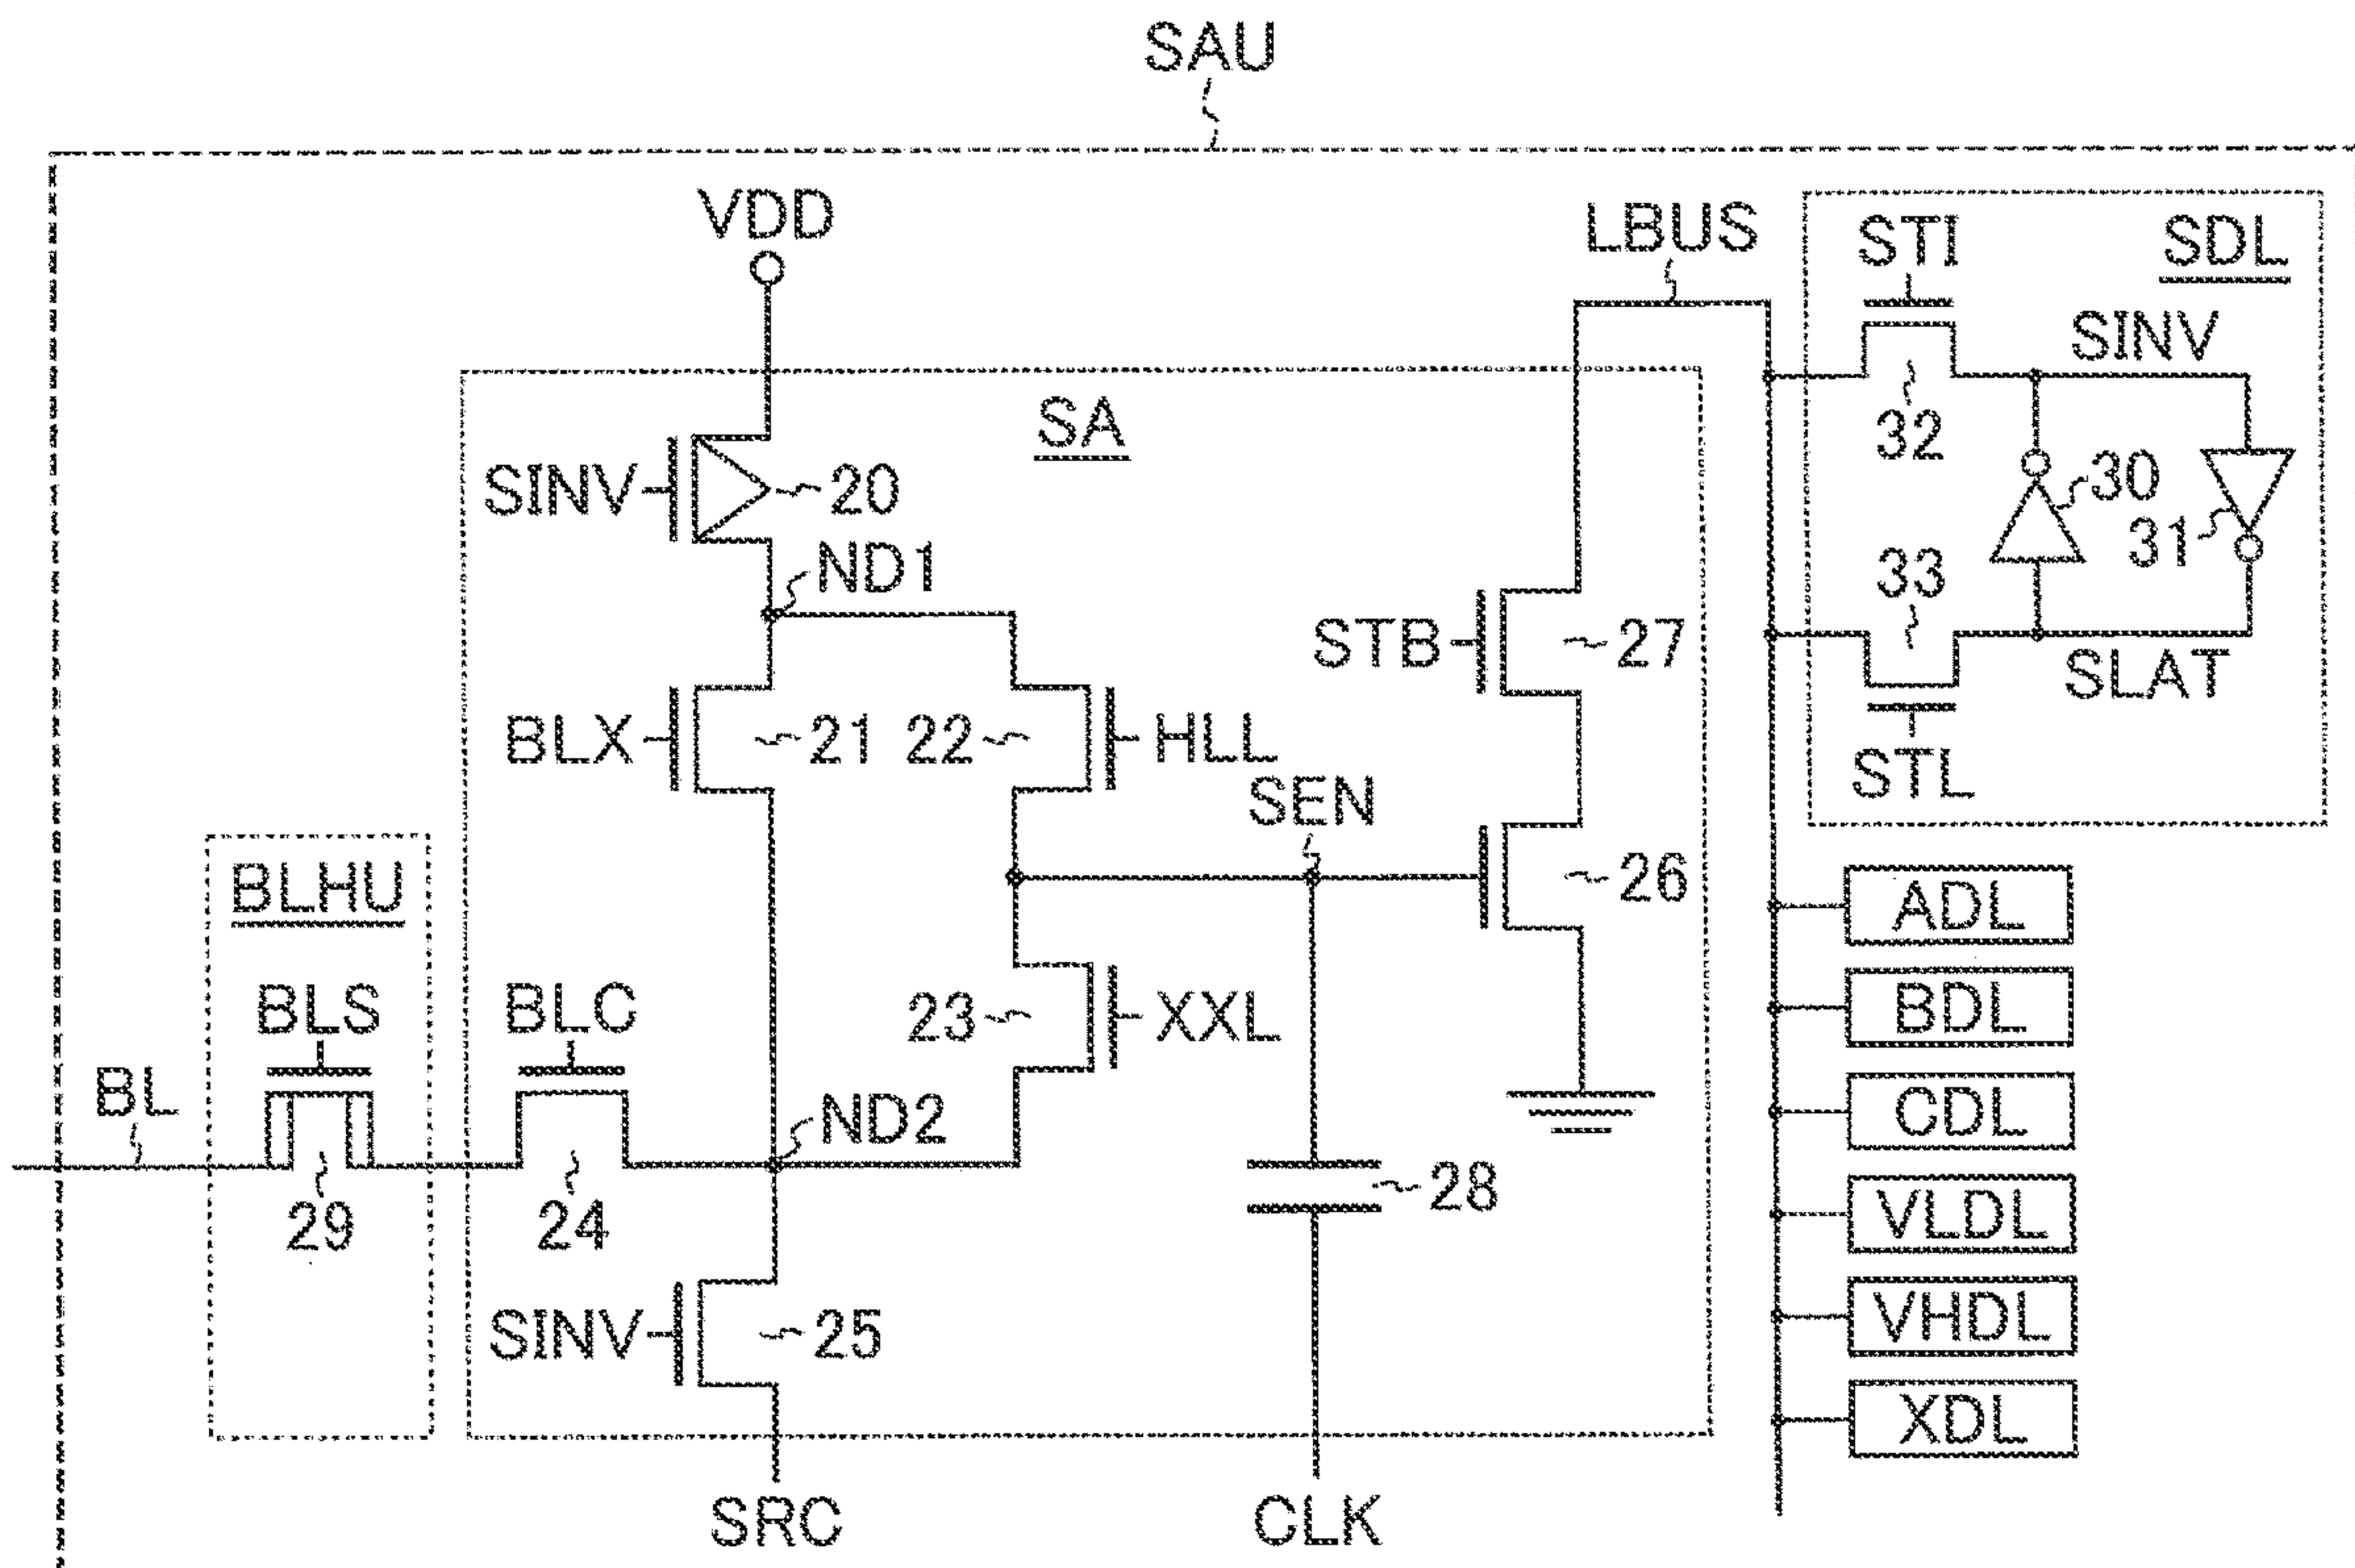 SAU
VDD
LBUS
STI
SDL
SINV
32
30
31
33
SLAT
STL
SA
SINV
20
ND1
STB
27
BLX
21
22
HLL
SEN
26
BLHU
BLS
BLC
23
XXL
BL
ND2
29
24
28
SINV
25
SRC
CLK
ADL
BDL
CDL
VLDL
VHDL
XDL